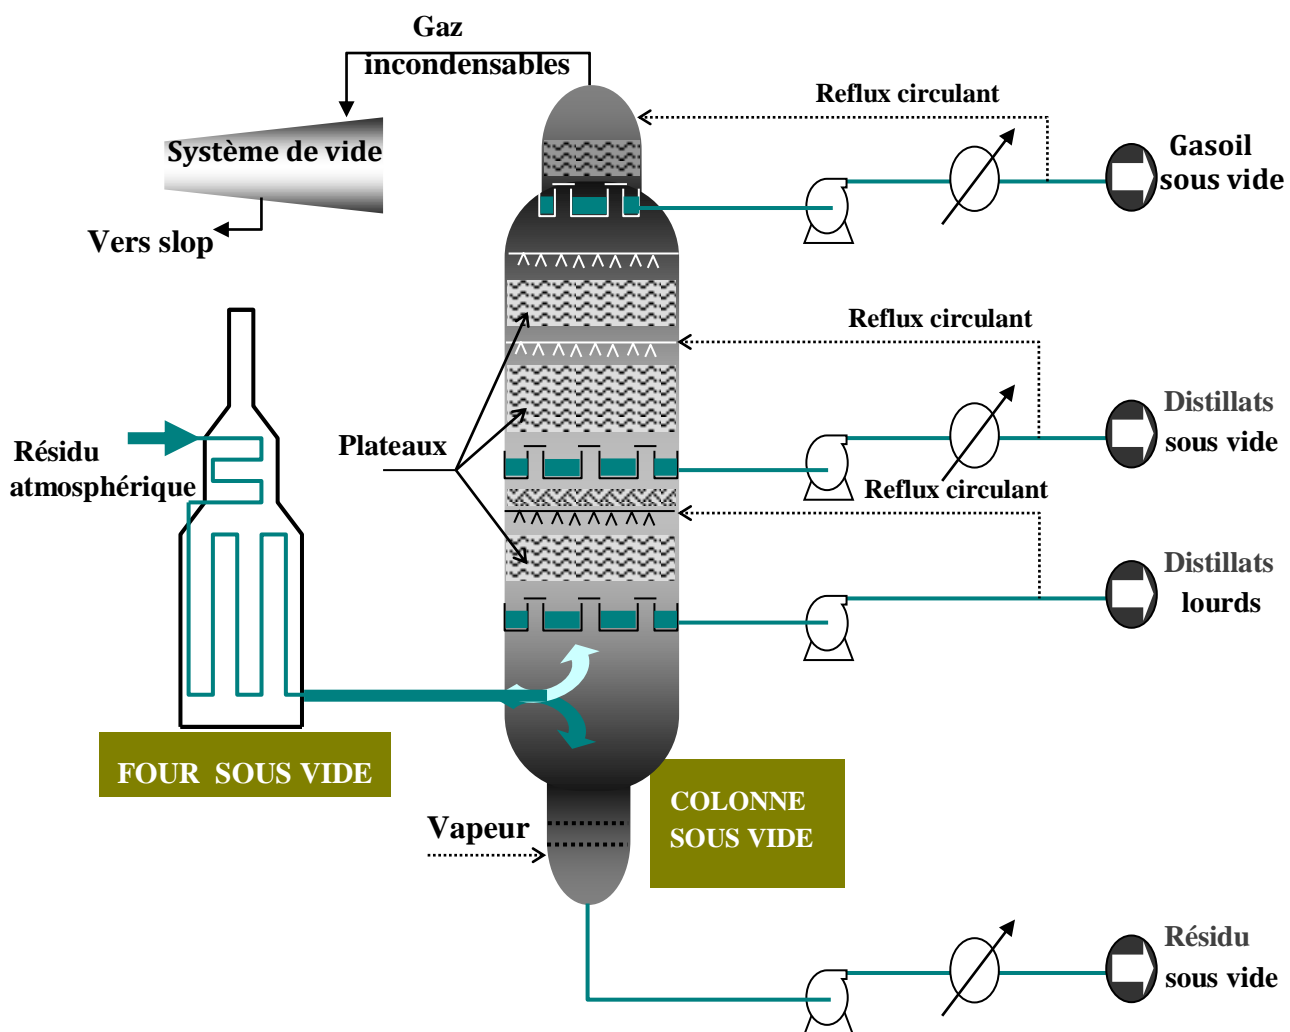 Gaz
incondensables
Reflux circulant
Système de vide
Gasoil
sous vide
Vers slop
Reflux circulant
Distillats
sous vide
Plateaux
Résidu
atmosphérique
Reflux circulant
Distillats
lourds
FOUR SOUS VIDE
COLONNE
SOUS VIDE
Vapeur
Résidu
sous vide